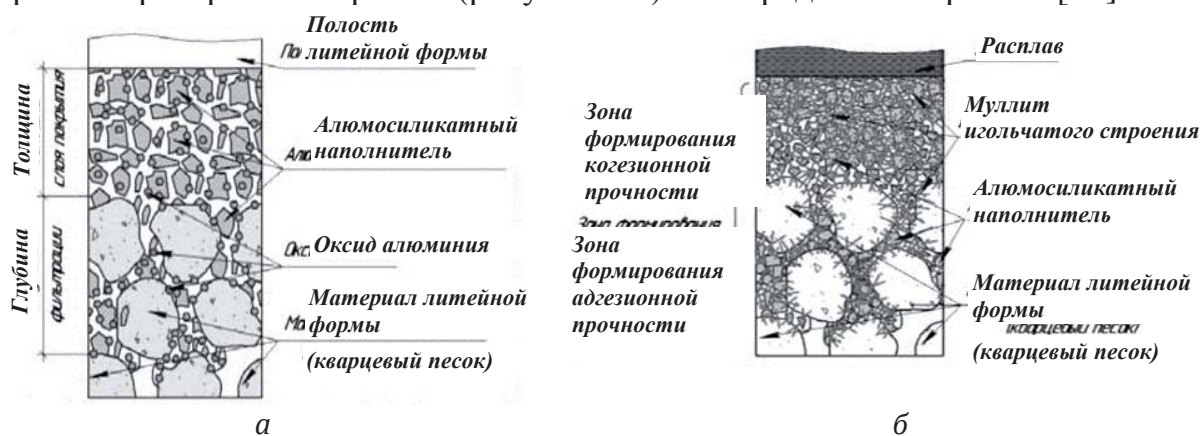 Полость
литейной формы
Толщина
слоя покрытия
Алюмосиликатный
наполнитель
Глубина
фильтрации
Оксид алюминия
Материал литейной
формы
(кварцевый песок)
а
Расплав
Зона
формирования
когезионной
прочности
Муллит
игольчатого строения
Зона формирования
Алюмосиликатный
наполнитель
Зона
формирования
адгезионной
прочности
Материал литейной
формы
(кварцевый песок)
(кварцевый песок)
б